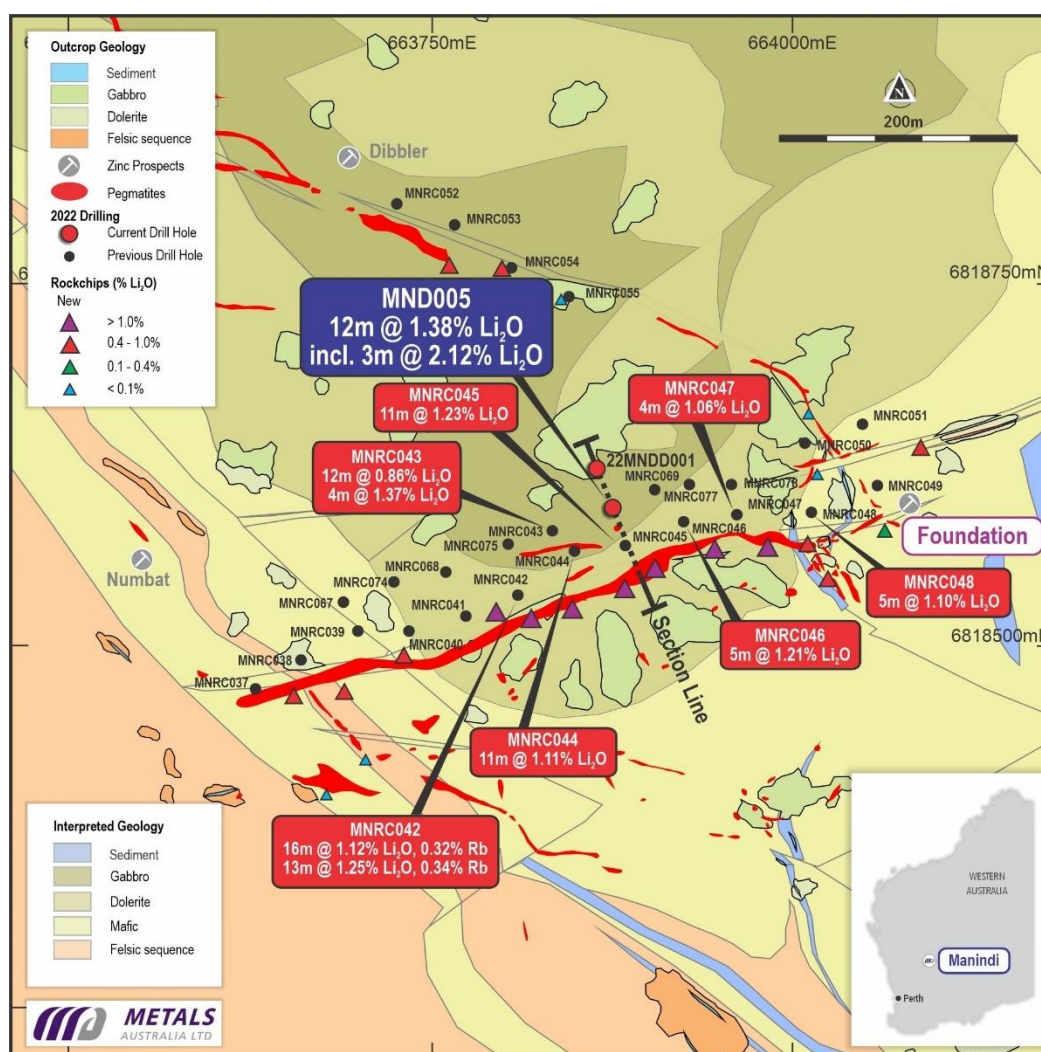 663750mE
664000mE
Outcrop Geology
Sediment
Gabbro
Dolerite
Felsic sequence
Zinc Prospects
Pegmatites
2022 Drilling
Current Drill Hole
Previous Drill Hole
Rockchips (% Li₂O)
New
> 1.0%
0.4 - 1.0%
0.1 - 0.4%
< 0.1%
N
200m
Dibbler
MNRC052
MNRC053
MNRC054
MNRC055
6818750mN
MND005
12m @ 1.38% Li₂O
incl. 3m @ 2.12% Li₂O
MNRC045
11m @ 1.23% Li₂O
MNRC047
4m @ 1.06% Li₂O
MNRC043
12m @ 0.86% Li₂O
4m @ 1.37% Li₂O
22MNDD001
MNRC051
MNRC050
MNRC049
MNRC069
MNRC077
MNRC047
MNRC048
MNRC043
MNRC045
MNRC046
MNRC075
MNRC044
Foundation
Numbat
MNRC068
MNRC074
MNRC042
MNRC067
MNRC041
MNRC039
MNRC040
MNRC038
MNRC037
MNRC048
5m @ 1.10% Li₂O
MNRC046
5m @ 1.21% Li₂O
Section Line
MNRC044
11m @ 1.11% Li₂O
MNRC042
16m @ 1.12% Li₂O, 0.32% Rb
13m @ 1.25% Li₂O, 0.34% Rb
Interpreted Geology
Sediment
Gabbro
Dolerite
Mafic
Felsic sequence
METALS
AUSTRALIA LTD
WESTERN
AUSTRALIA
Manindi
Perth